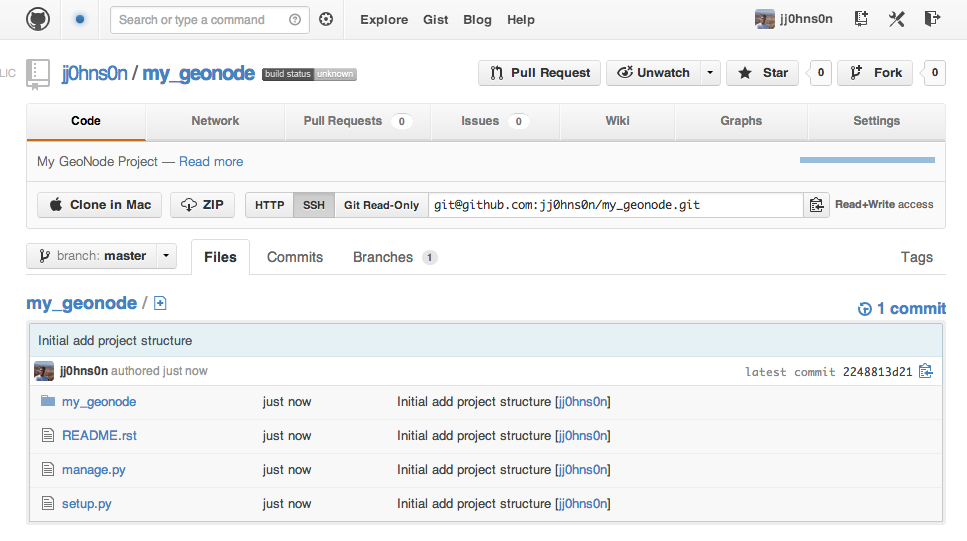 Search or type a command Explore Gist Blog Help jj0hns0n
LIC jj0hns0n / my_geonode build status unknown Pull Request Unwatch Star 0 Fork 0
Code Network Pull Requests 0 Issues 0 Wiki Graphs Settings
My GeoNode Project — Read more
Clone in Mac ZIP HTTP SSH Git Read-Only git@github.com:jj0hns0n/my_geonode.git Read+Write access
branch: master Files Commits Branches 1 Tags
my_geonode / 1 commit
Initial add project structure
jj0hns0n authored just now latest commit 2248813d21
my_geonode just now Initial add project structure [jj0hns0n]
README.rst just now Initial add project structure [jj0hns0n]
manage.py just now Initial add project structure [jj0hns0n]
setup.py just now Initial add project structure [jj0hns0n]